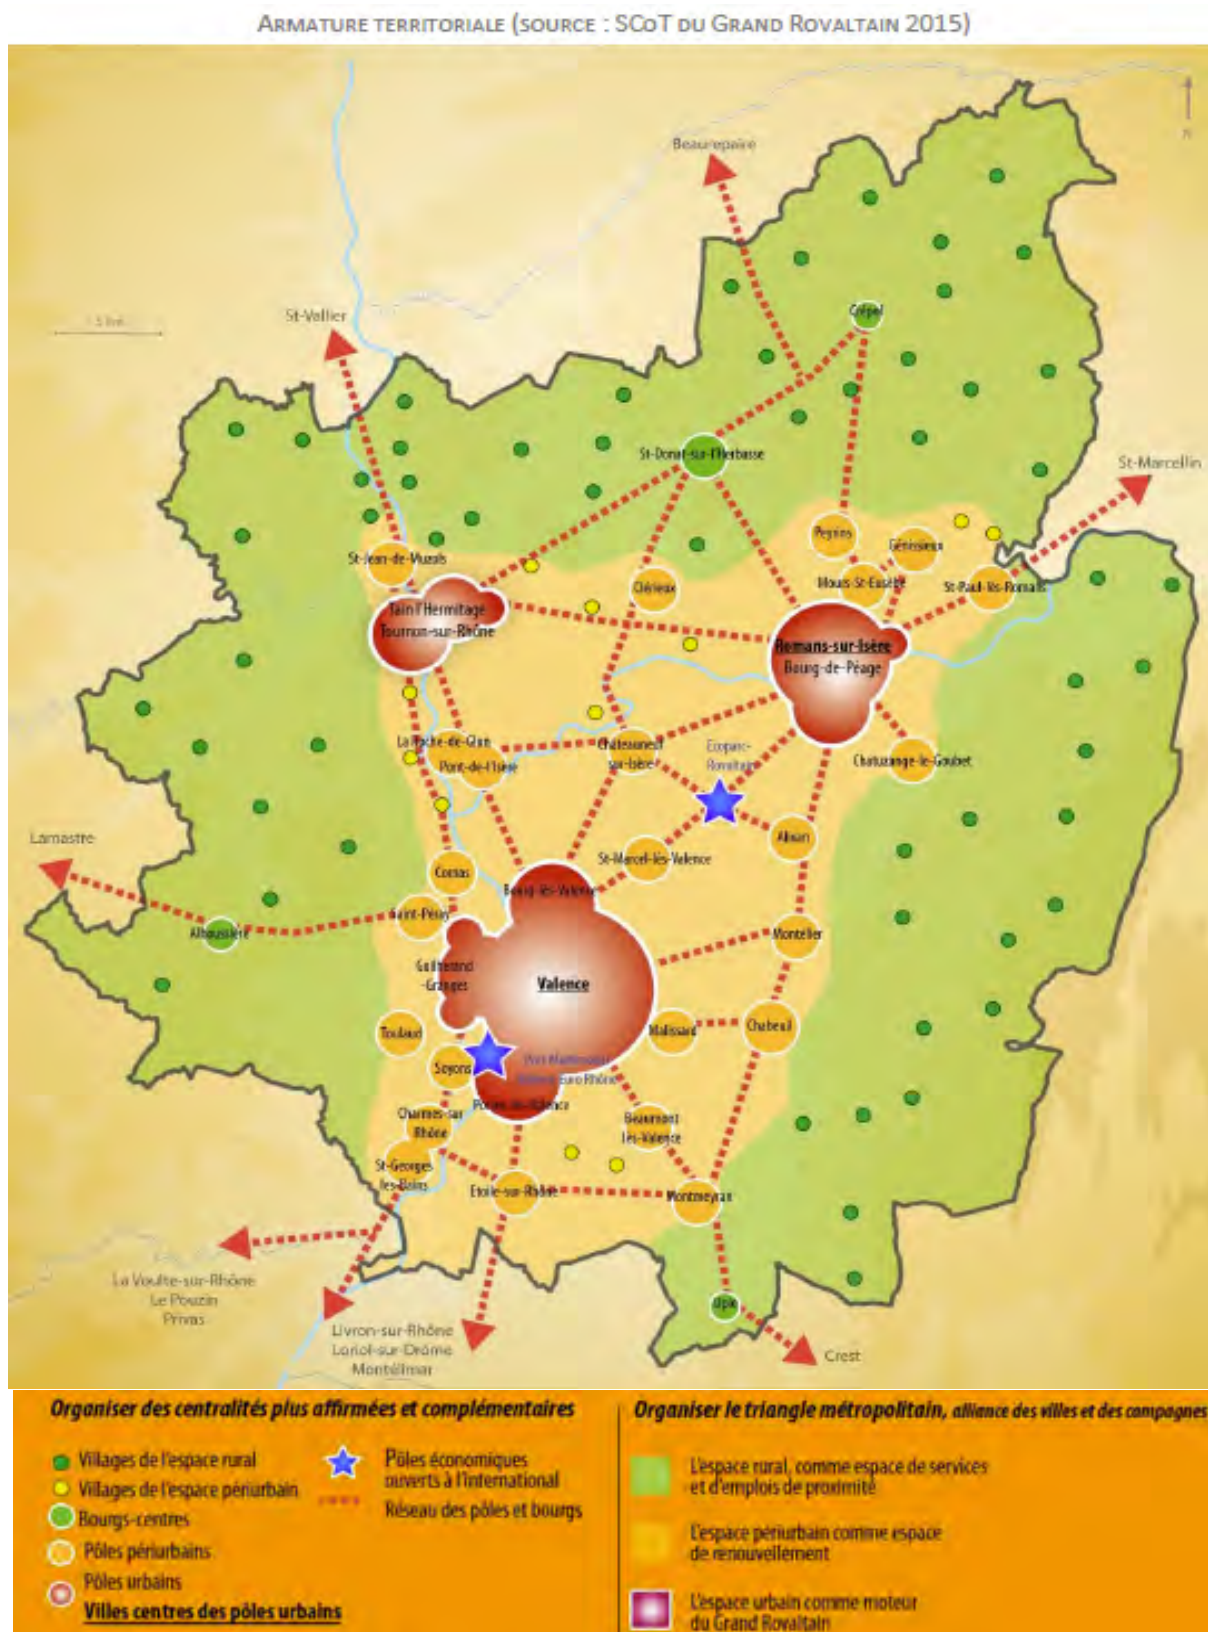 ARMATURE TERRITORIALE (SOURCE : SCOT DU GRAND ROVALTAIN 2015)
Beaurepaire
N
5 km
St-Vallier
Crépol
St-Donat-sur-l'Herbasse
St-Marcellin
Peyrins
Génissieux
St-Jean-de-Muzols
Clérieux
Mours-St-Eusèbe
St-Paul-lès-Romans
Tain l'Hermitage
Tournon-sur-Rhône
Romans-sur-Isère
Bourg-de-Péage
La Roche-de-Glun
Pont-de-l'Isère
Châteauneuf
sur-Isère
Ecoparc
Rovaltain
Chatuzange-le-Goubet
Lamastre
Alixan
St-Marcel-lès-Valence
Cornas
Bourg-lès-Valence
Saint-Péray
Alboussière
Montélier
Guilherand
-Granges
Valence
Toulaud
Malissard
Chabeuil
Soyons
Euro Rhône
Portes-lès-Valence
Charmes-sur
Rhône
Beaumont
lès-Valence
St-Georges
les-Bains
Etoile-sur-Rhône
Montmeyran
La Voulte-sur-Rhône
Le Pouzin
Privas
Upie
Livron-sur-Rhône
Loriol-sur-Drôme
Montélimar
Crest
Organiser des centralités plus affirmées et complémentaires
Villages de l'espace rural
Villages de l'espace périurbain
Bourgs-centres
Pôles périurbains
Pôles urbains
Villes centres des pôles urbains
Pôles économiques
ouverts à l'international
Réseau des pôles et bourgs
Organiser le triangle métropolitain, alliance des villes et des campagnes
L'espace rural, comme espace de services
et d'emplois de proximité
L'espace périurbain comme espace
de renouvellement
L'espace urbain comme moteur
du Grand Rovaltain